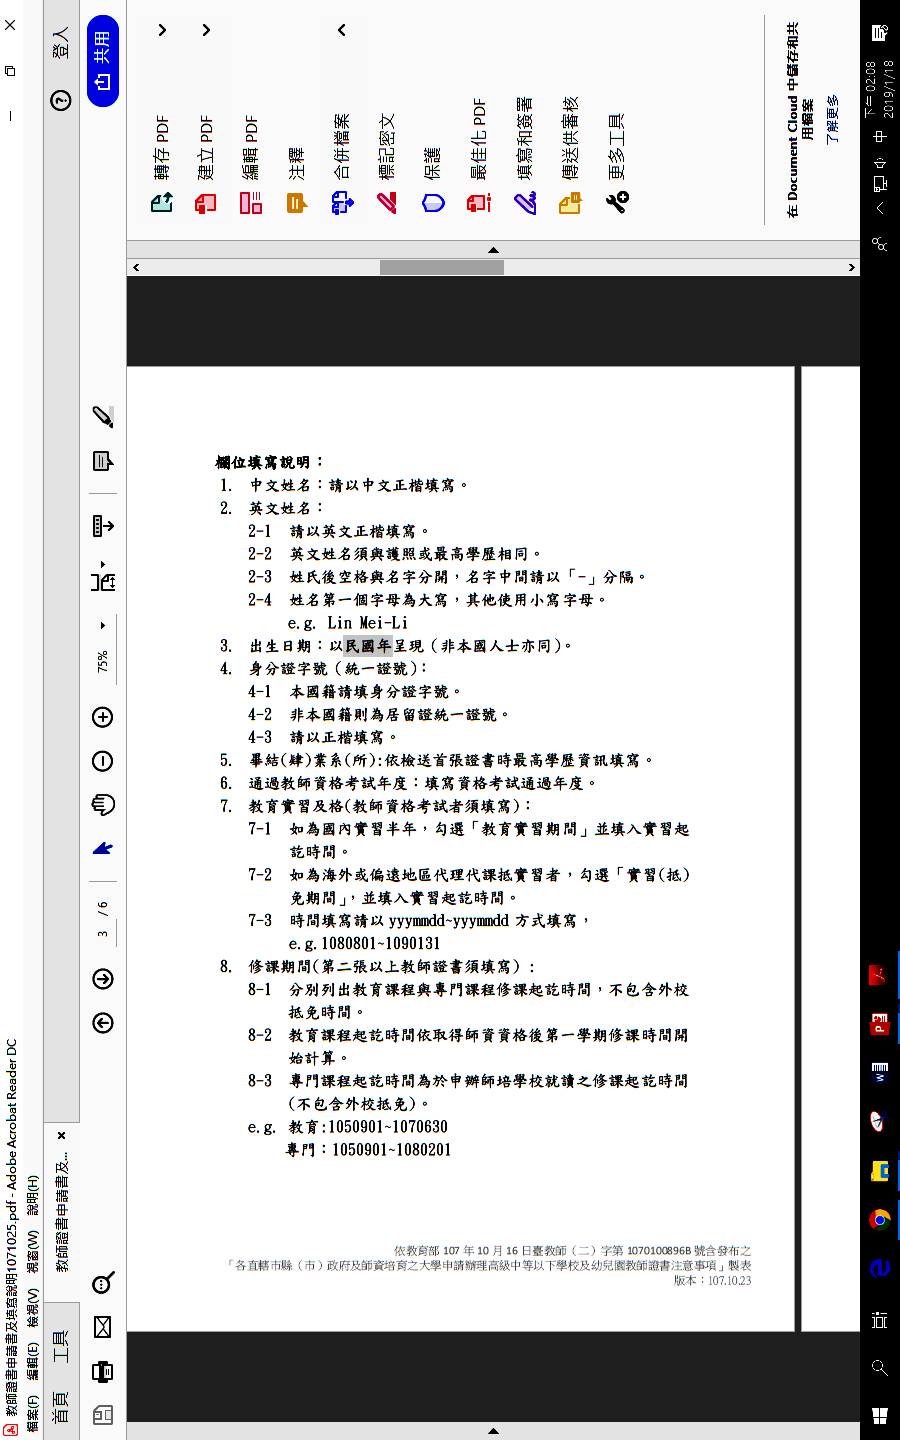 教師證書申請書及填寫說明1071025.pdf - Adobe Acrobat Reader DC
檔案(F) 編輯(E) 檢視(V) 視窗(W) 說明(H)
首頁 工具 教師證書申請書及... × 登入
3 / 6 75% 共用
轉存 PDF
建立 PDF
編輯 PDF
注釋
合併檔案
標記密文
保護
最佳化 PDF
填寫和簽署
傳送供審核
更多工具
在 Document Cloud 中儲存和共
用檔案
了解更多
欄位填寫說明：
1. 中文姓名：請以中文正楷填寫。
2. 英文姓名：
2-1 請以英文正楷填寫。
2-2 英文姓名須與護照或最高學歷相同。
2-3 姓氏後空格與名字分開，名字中間請以「-」分隔。
2-4 姓名第一個字母為大寫，其他使用小寫字母。
e.g. Lin Mei-Li
3. 出生日期：以民國年呈現（非本國人士亦同）。
4. 身分證字號（統一證號）：
4-1 本國籍請填身分證字號。
4-2 非本國籍則為居留證統一證號。
4-3 請以正楷填寫。
5. 畢結(肄)業系(所):依檢送首張證書時最高學歷資訊填寫。
6. 通過教師資格考試年度：填寫資格考試通過年度。
7. 教育實習及格(教師資格考試者須填寫)：
7-1 如為國內實習半年，勾選「教育實習期間」並填入實習起
訖時間。
7-2 如為海外或偏遠地區代理代課抵實習者，勾選「實習(抵)
免期間」，並填入實習起訖時間。
7-3 時間填寫請以 yyymmdd~yyymmdd 方式填寫，
e.g.1080801~1090131
8. 修課期間(第二張以上教師證書須填寫)：
8-1 分別列出教育課程與專門課程修課起訖時間，不包含外校
抵免時間。
8-2 教育課程起訖時間依取得師資資格後第一學期修課時間開
始計算。
8-3 專門課程起訖時間為於申辦師培學校就讀之修課起訖時間
(不包含外校抵免)。
e.g. 教育:1050901~1070630
專門：1050901~1080201
依教育部 107 年 10 月 16 日臺教師（二）字第 1070100896B 號含發布之
「各直轄市縣（市）政府及師資培育之大學申請辦理高級中等以下學校及幼兒園教師證書注意事項」製表
版本：107.10.23
中
下午 02:08
2019/1/18